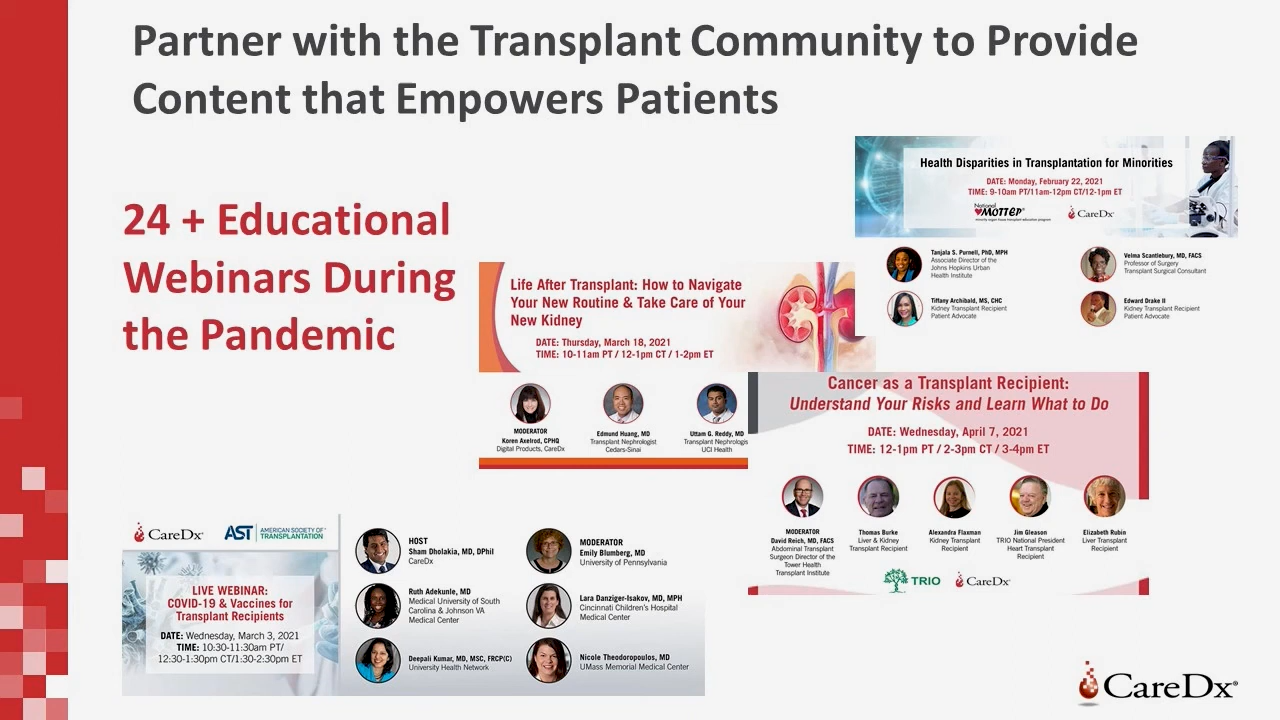 Partner with the Transplant Community to Provide
Content that Empowers Patients
24 + Educational
Webinars During
the Pandemic
Health Disparities in Transplantation for Minorities
DATE: Monday, February 22, 2021
TIME: 9-10am PT/11am-12pm CT/12-1pm ET
National
MOTTEP®
minority organ tissue transplant education program
CareDx®
Tanjala S. Purnell, PhD, MPH
Associate Director of the
Johns Hopkins Urban
Health Institute
Velma Scantlebury, MD, FACS
Professor of Surgery
Transplant Surgical Consultant
Tiffany Archibald, MS, CHC
Kidney Transplant Recipient
Patient Advocate
Edward Drake II
Kidney Transplant Recipient
Patient Advocate
Life After Transplant: How to Navigate
Your New Routine & Take Care of Your
New Kidney
DATE: Thursday, March 18, 2021
TIME: 10-11am PT / 12-1pm CT / 1-2pm ET
MODERATOR
Koren Axelrod, CPHQ
Digital Products, CareDx
Edmund Huang, MD
Transplant Nephrologist
Cedars-Sinai
Uttam G. Reddy, MD
Transplant Nephrologis
UCI Health
Cancer as a Transplant Recipient:
Understand Your Risks and Learn What to Do
DATE: Wednesday, April 7, 2021
TIME: 12-1pm PT / 2-3pm CT / 3-4pm ET
MODERATOR
David Reich, MD, FACS
Abdominal Transplant
Surgeon Director of the
Tower Health
Transplant Institute
Thomas Burke
Liver & Kidney
Transplant Recipient
Alexandra Flaxman
Kidney Transplant
Recipient
Jim Gleason
TRIO National President
Heart Transplant
Recipient
Elizabeth Rubin
Liver Transplant
Recipient
TRIO
CareDx®
CareDx®
AST
AMERICAN SOCIETY OF
TRANSPLANTATION
LIVE WEBINAR:
COVID-19 & Vaccines for
Transplant Recipients
DATE: Wednesday, March 3, 2021
TIME: 10:30-11:30am PT/
12:30-1:30pm CT/1:30-2:30pm ET
HOST
Sham Dholakia, MD, DPhil
CareDx
MODERATOR
Emily Blumberg, MD
University of Pennsylvania
Ruth Adekunle, MD
Medical University of South
Carolina & Johnson VA
Medical Center
Lara Danziger-Isakov, MD, MPH
Cincinnati Children's Hospital
Medical Center
Deepali Kumar, MD, MSC, FRCP(C)
University Health Network
Nicole Theodoropoulos, MD
UMass Memorial Medical Center
CareDx®